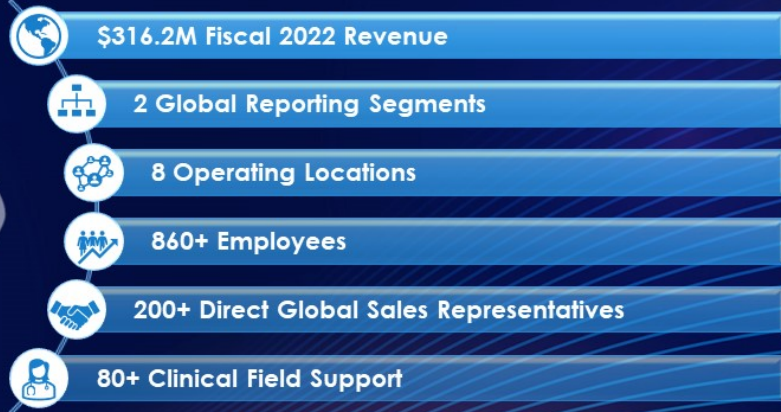 $316.2M Fiscal 2022 Revenue
2 Global Reporting Segments
8 Operating Locations
860+ Employees
200+ Direct Global Sales Representatives
80+ Clinical Field Support